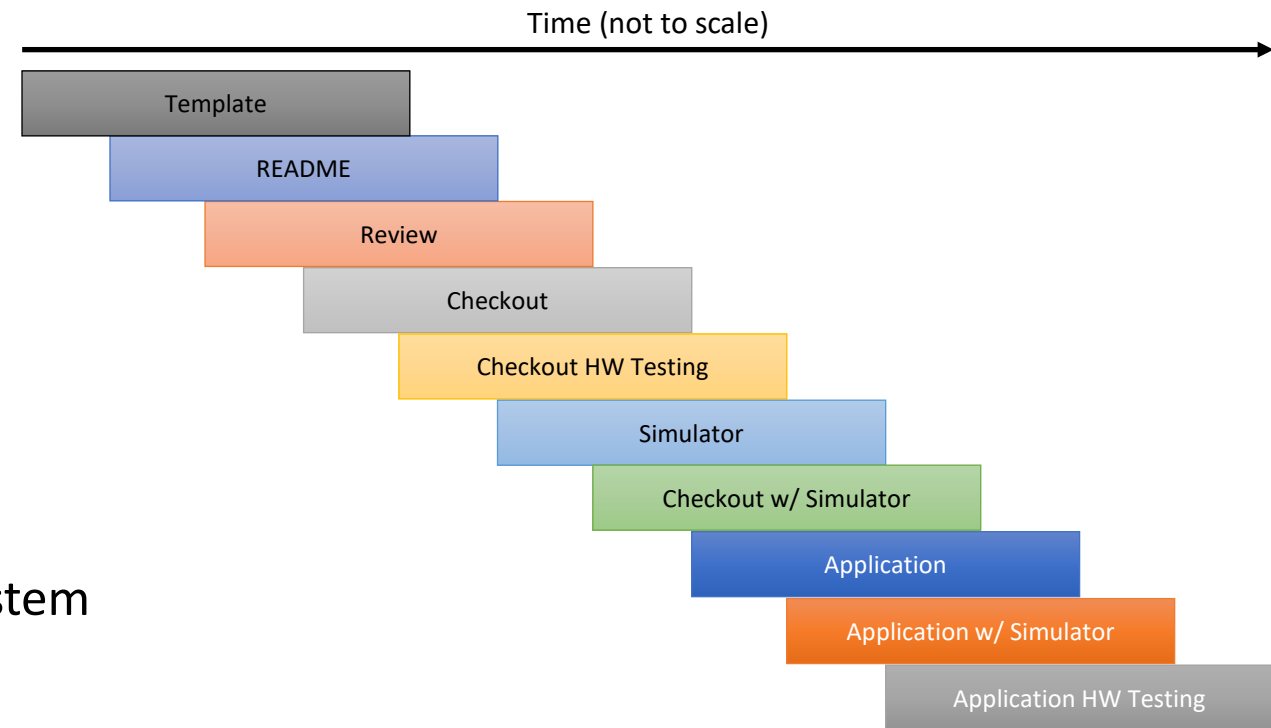 Time (not to scale)
Template
README
Review
Checkout
Checkout HW Testing
Simulator
Checkout w/ Simulator
Application
stem
Application w/ Simulator
Application HW Testing